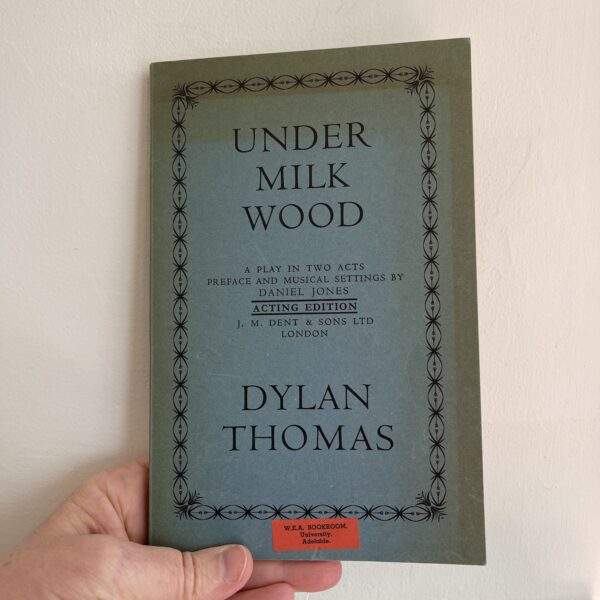 UNDER
MILK
WOOD
A PLAY IN TWO ACTS
PREFACE AND MUSICAL SETTINGS BY
DANIEL JONES
ACTING EDITION
J. M. DENT & SONS LTD
LONDON
DYLAN
THOMAS
W.E.A. BOOKROOM,
University,
Adelaide.